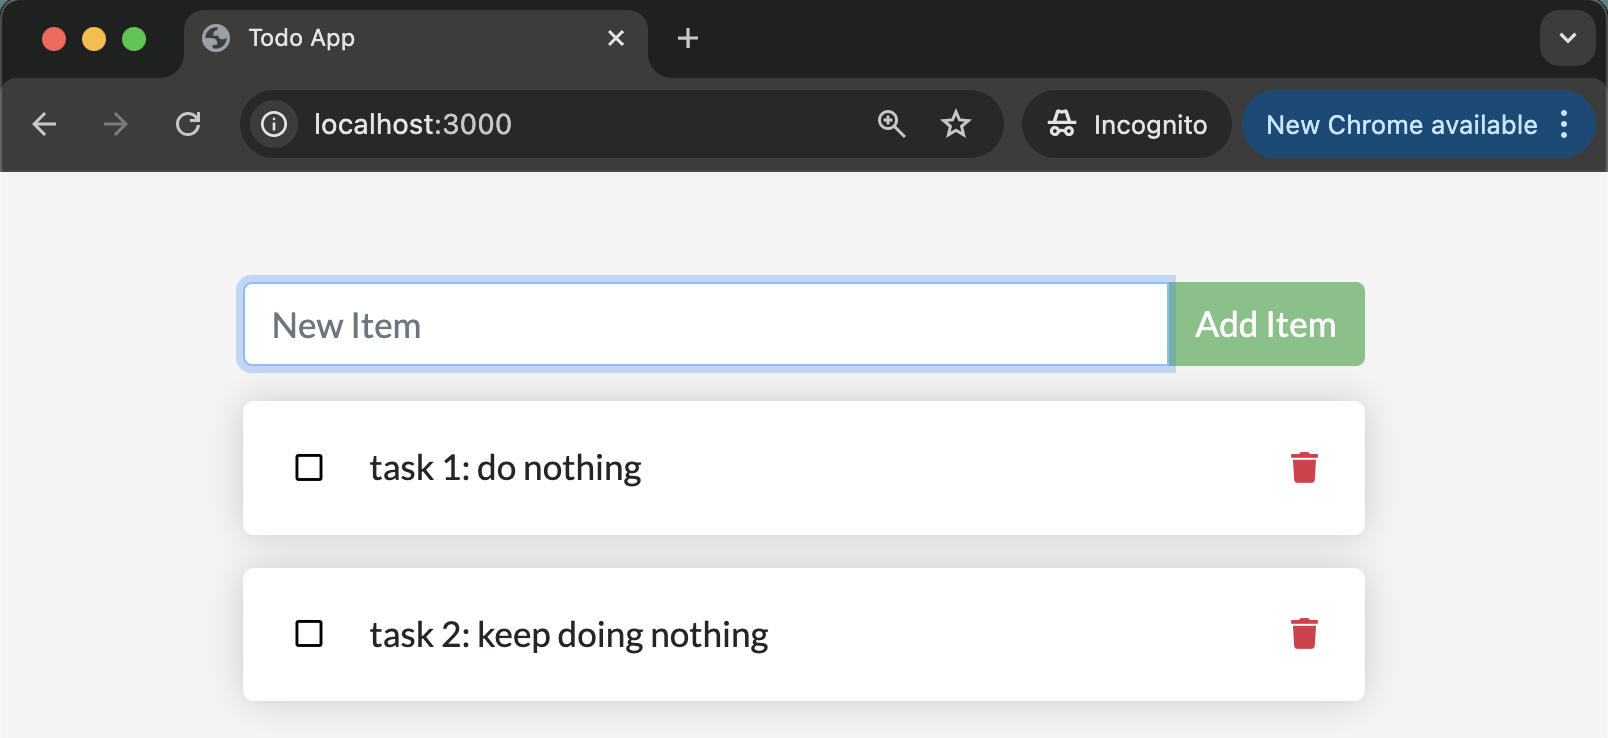 Todo App
localhost:3000
Incognito
New Chrome available
New Item
Add Item
task 1: do nothing
task 2: keep doing nothing